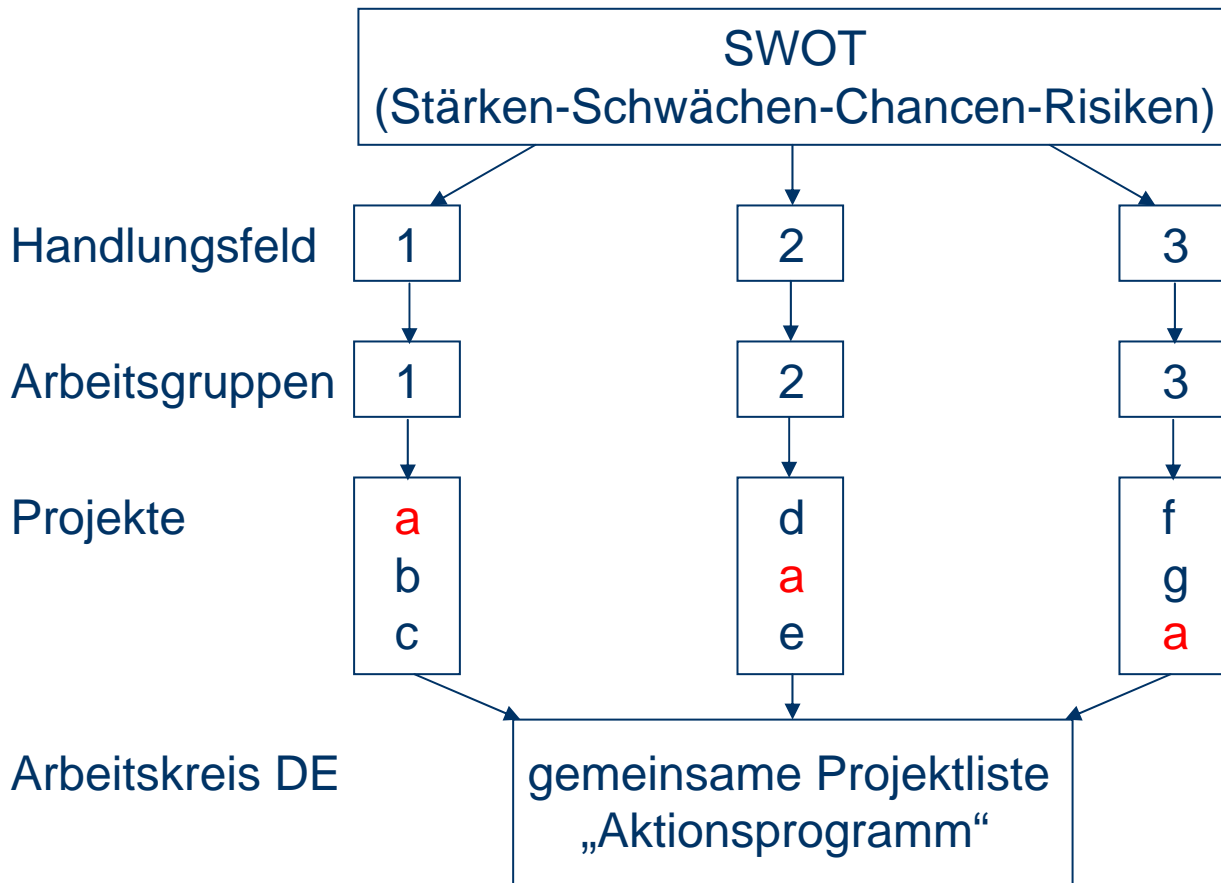 SWOT
(Stärken-Schwächen-Chancen-Risiken)
Handlungsfeld 1 2 3
Arbeitsgruppen 1 2 3
Projekte a d f
b a g
c e a
Arbeitskreis DE gemeinsame Projektliste
„Aktionsprogramm“